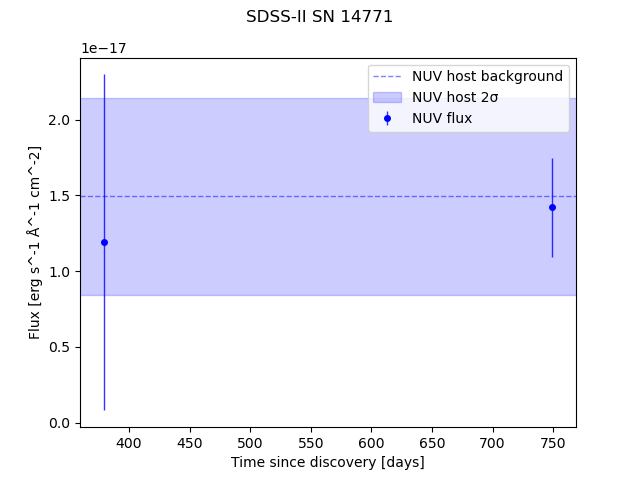 SDSS-II SN 14771
1e−17
NUV host background
NUV host 2σ
NUV flux
Flux [erg s^-1 Å^-1 cm^-2]
2.0
1.5
1.0
0.5
0.0
400 450 500 550 600 650 700 750
Time since discovery [days]